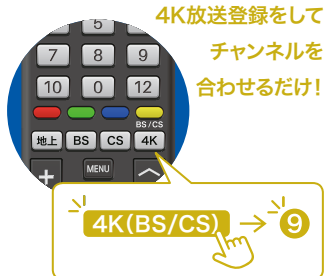 4K放送登録をして
チャンネルを
合わせるだけ！
5
7 8 9
10 0 12
BS/CS
地上 BS CS 4K
+ MENU
4K(BS/CS) → 9